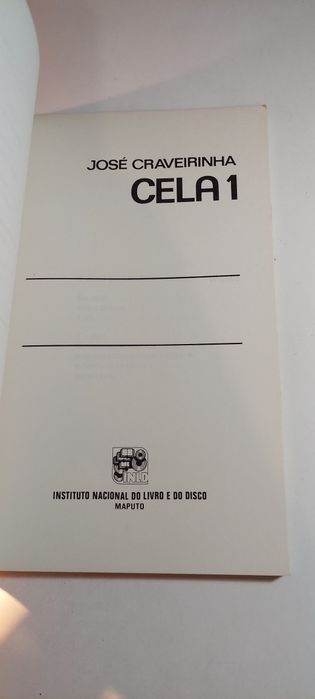 JOSÉ CRAVEIRINHA
CELA 1
INLD
INSTITUTO NACIONAL DO LIVRO E DO DISCO
MAPUTO